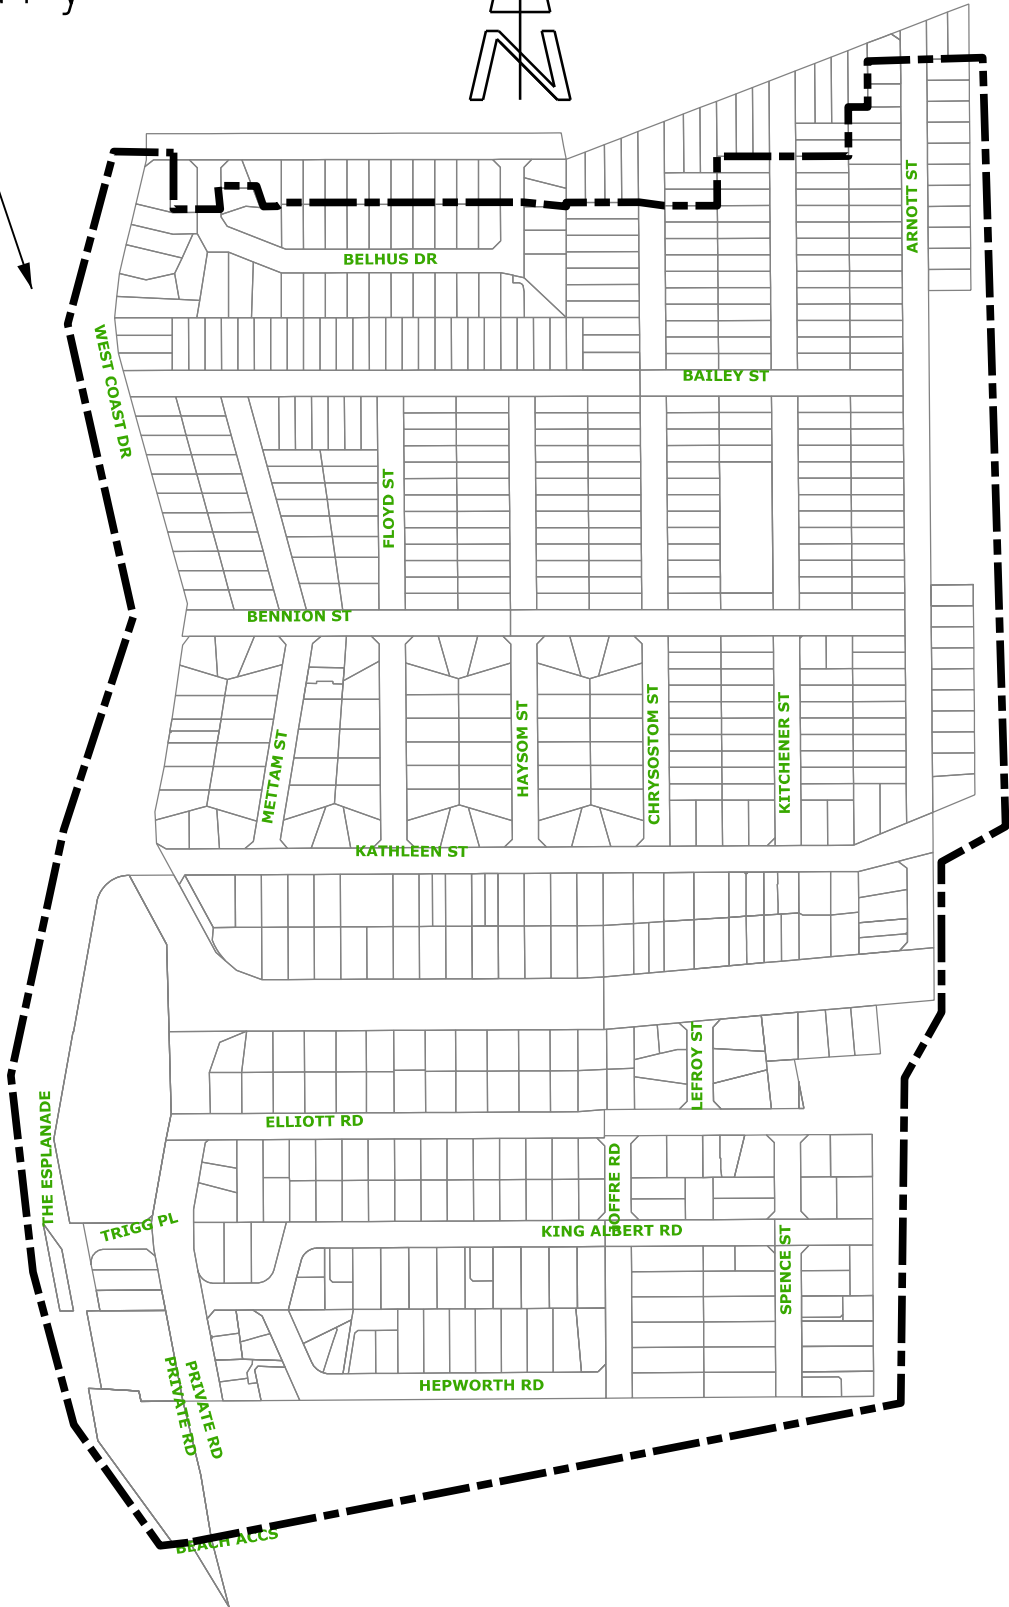 N
ARNOTT ST
BELHUS DR
WEST COAST DR
BAILEY ST
FLOYD ST
BENNION ST
METTAM ST
HAYSOM ST
CHRYSOSTOM ST
KITCHENER ST
KATHLEEN ST
LEFROY ST
THE ESPLANADE
ELLIOTT RD
JOFFRE RD
TRIGG PL
KING ALBERT RD
SPENCE ST
PRIVATE RD
PRIVATE RD
HEPWORTH RD
BEACH ACCS